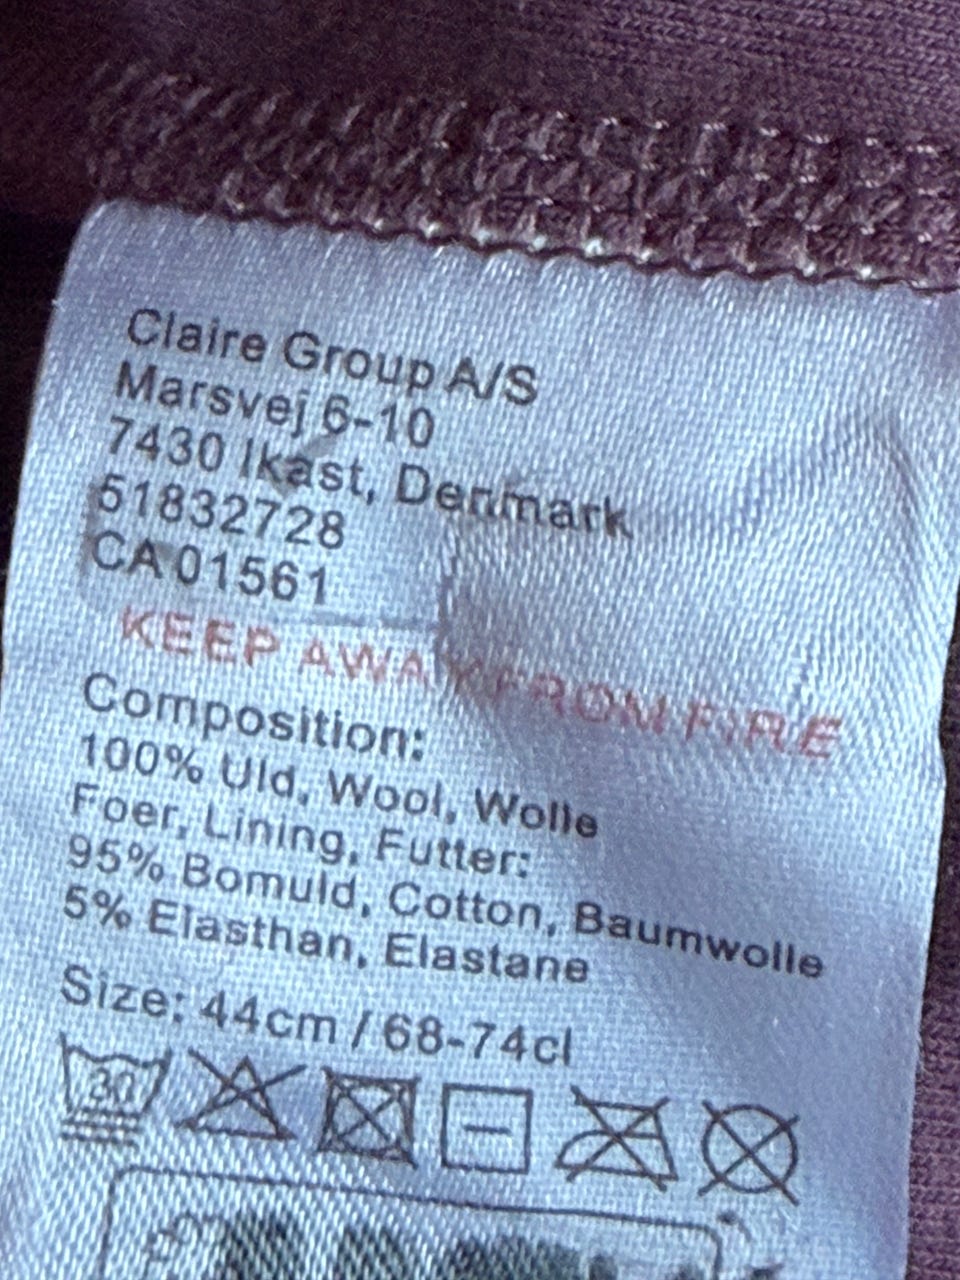 Claire Group A/S
Marsvej 6-10
7430 Ikast, Denmark
51832728
CA 01561
KEEP AWAY FROM FIRE
Composition:
100% Uld, Wool, Wolle
Foer, Lining, Futter:
95% Bomuld, Cotton, Baumwolle
5% Elasthan, Elastane
Size: 44cm / 68-74cl
30